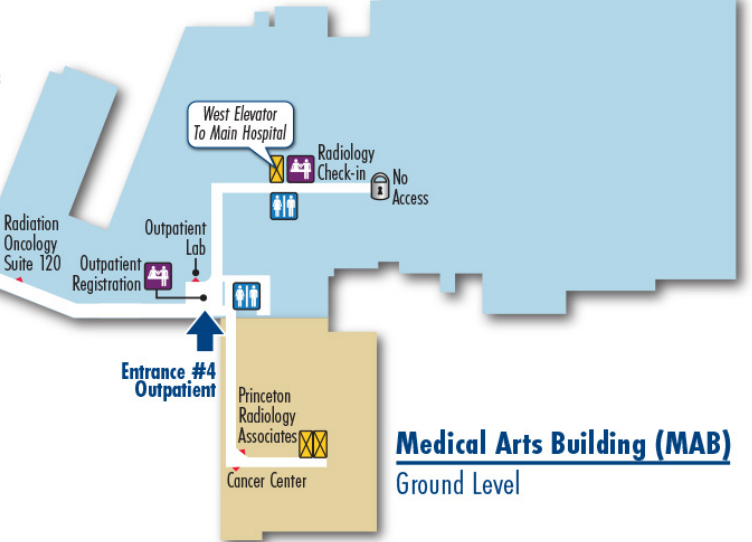 West Elevator
To Main Hospital
Radiology
Check-in
No
Access
Radiation
Oncology
Suite 120
Outpatient
Lab
Outpatient
Registration
Entrance #4
Outpatient
Princeton
Radiology
Associates
Cancer Center
Medical Arts Building (MAB)
Ground Level